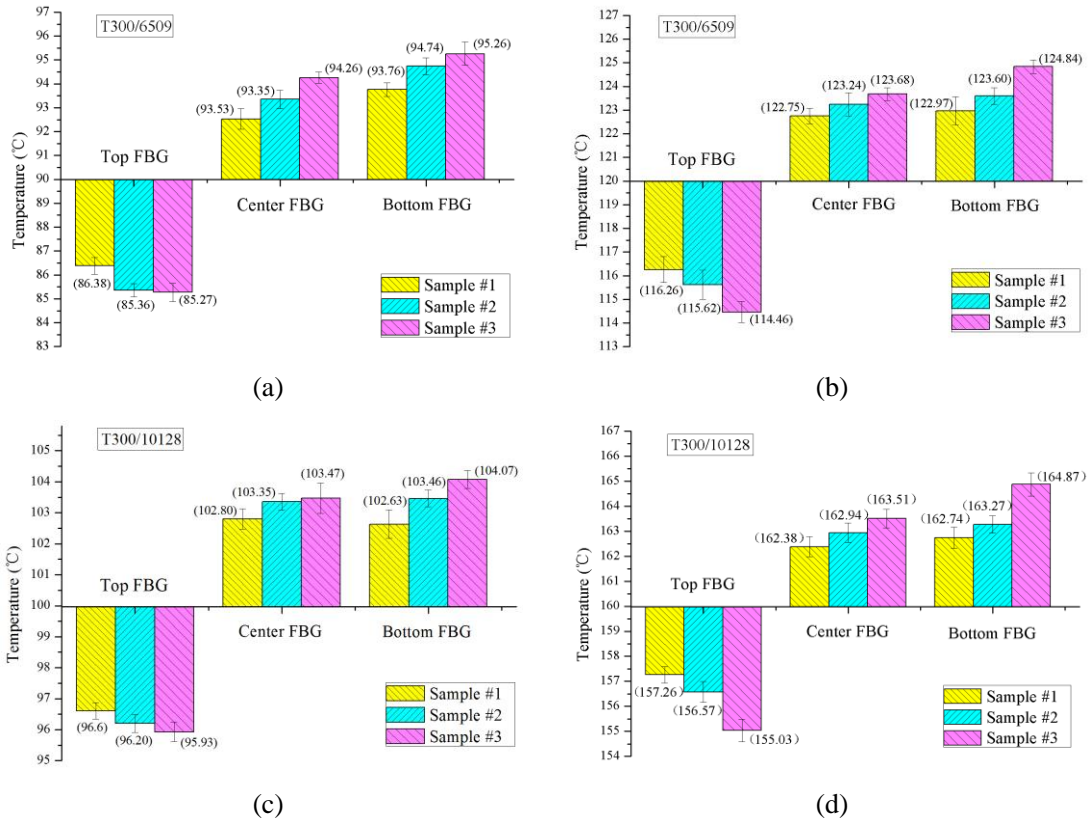 T300/6509
Temperature (℃)
96
95
94
93
92
91
90
89
88
87
86
85
84
83
(93.53)
(93.35)
(94.26)
(93.76)
(94.74)
(95.26)
Top FBG
Center FBG
Bottom FBG
(86.38)
(85.36)
(85.27)
Sample #1
Sample #2
Sample #3
(a)
T300/6509
Temperature (℃)
127
126
125
124
123
122
121
120
119
118
117
116
115
114
113
(122.75)
(123.24)
(123.68)
(122.97)
(123.60)
(124.84)
Top FBG
Center FBG
Bottom FBG
(116.26)
(115.62)
(114.46)
Sample #1
Sample #2
Sample #3
(b)
T300/10128
Temperature (℃)
105
104
103
102
101
100
99
98
97
96
95
(102.80)
(103.35)
(103.47)
(102.63)
(103.46)
(104.07)
Top FBG
Center FBG
Bottom FBG
(96.6)
(96.20)
(95.93)
Sample #1
Sample #2
Sample #3
(c)
T300/10128
Temperature (℃)
167
166
165
164
163
162
161
160
159
158
157
156
155
154
(162.38)
(162.94)
(163.51)
(162.74)
(163.27)
(164.87)
Top FBG
Center FBG
Bottom FBG
(157.26)
(156.57)
(155.03)
Sample #1
Sample #2
Sample #3
(d)